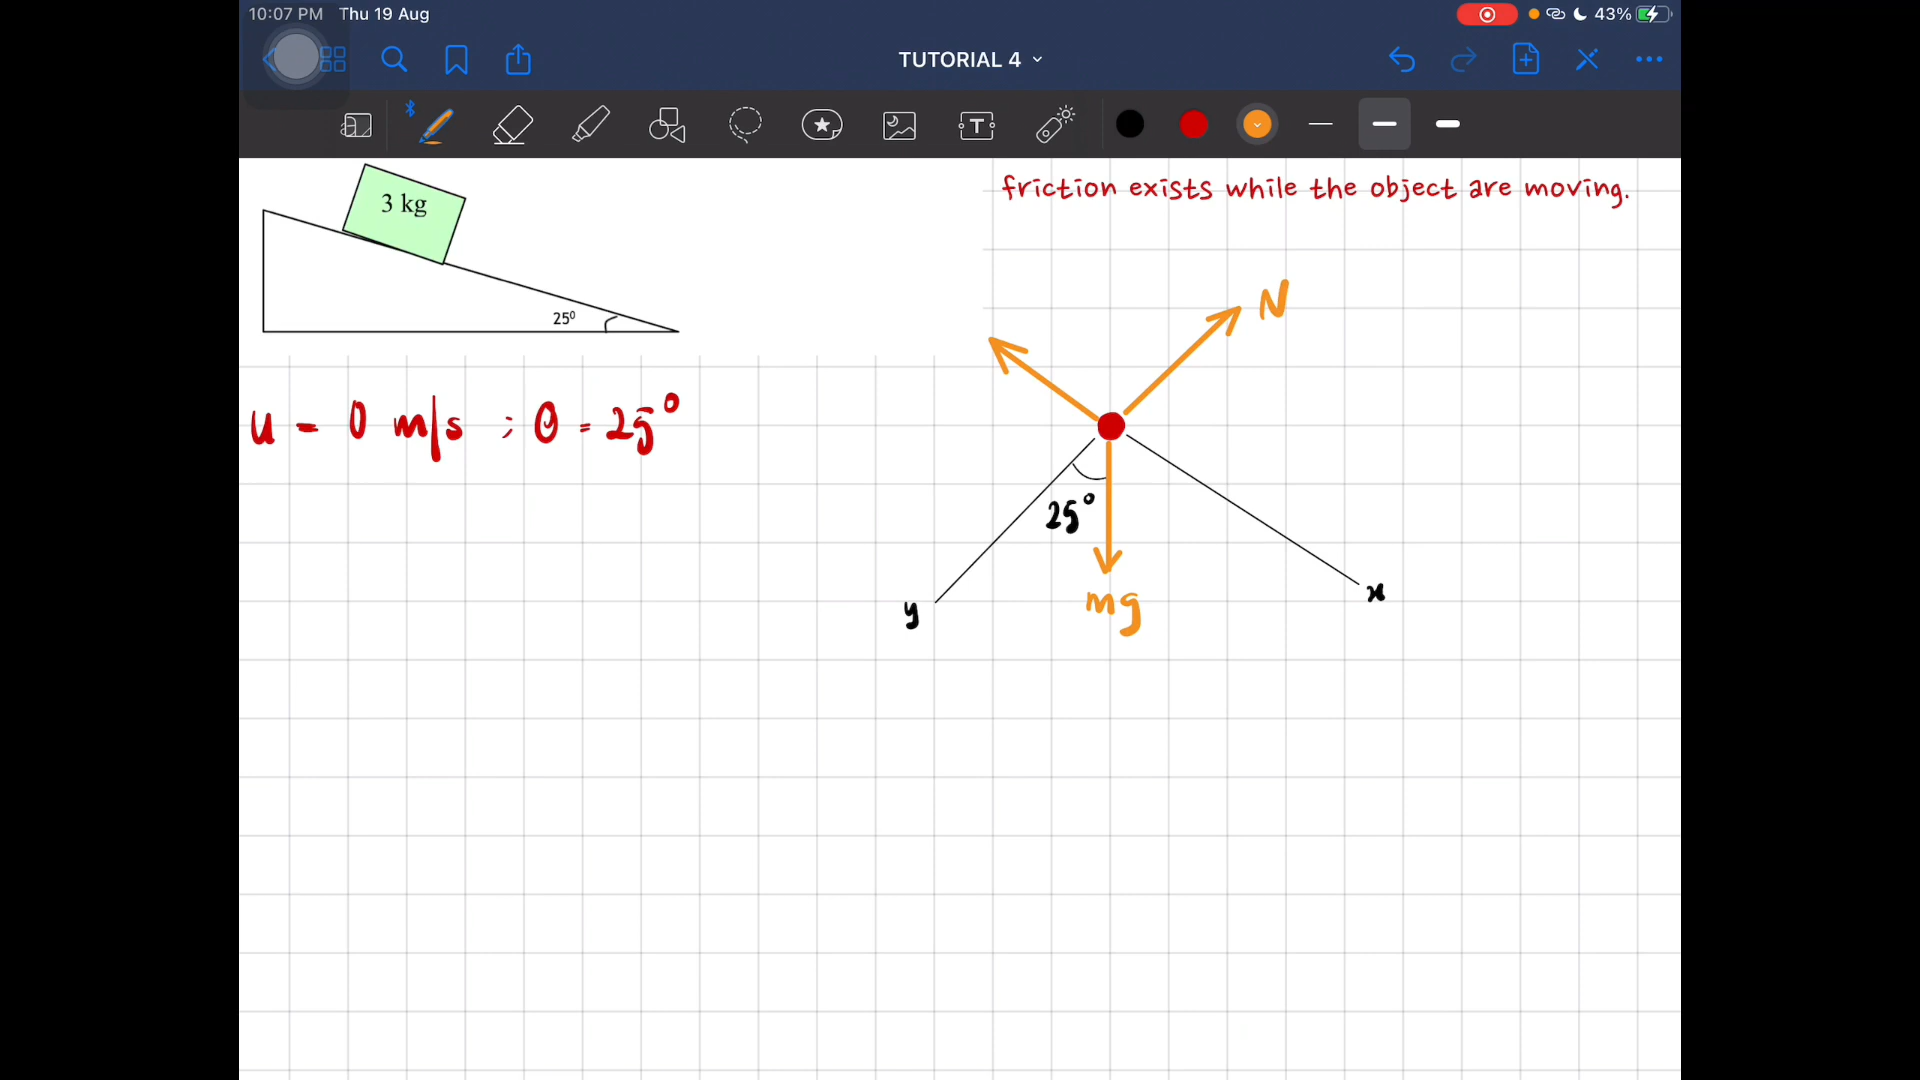 10:07 PM Thu 19 Aug
43%
TUTORIAL 4
3 kg
25⁰
friction exists while the object are moving.
u = 0 m/s ; θ = 25°
N
25°
mg
y
x